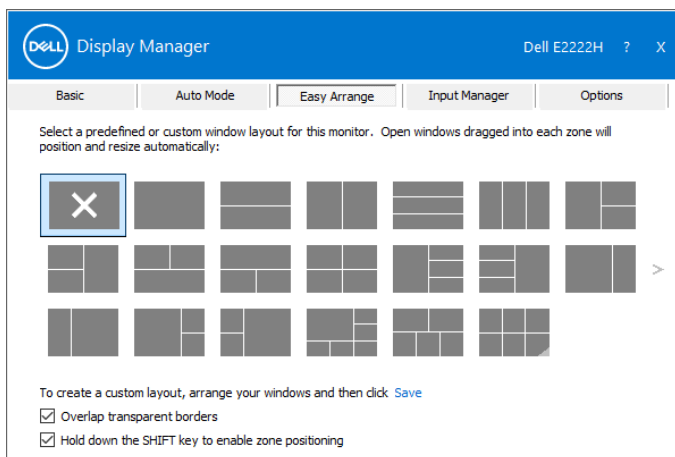 DELL Display Manager Dell E2222H ? X
Basic Auto Mode Easy Arrange Input Manager Options
Select a predefined or custom window layout for this monitor. Open windows dragged into each zone will
position and resize automatically:
>
To create a custom layout, arrange your windows and then click Save
Overlap transparent borders
Hold down the SHIFT key to enable zone positioning